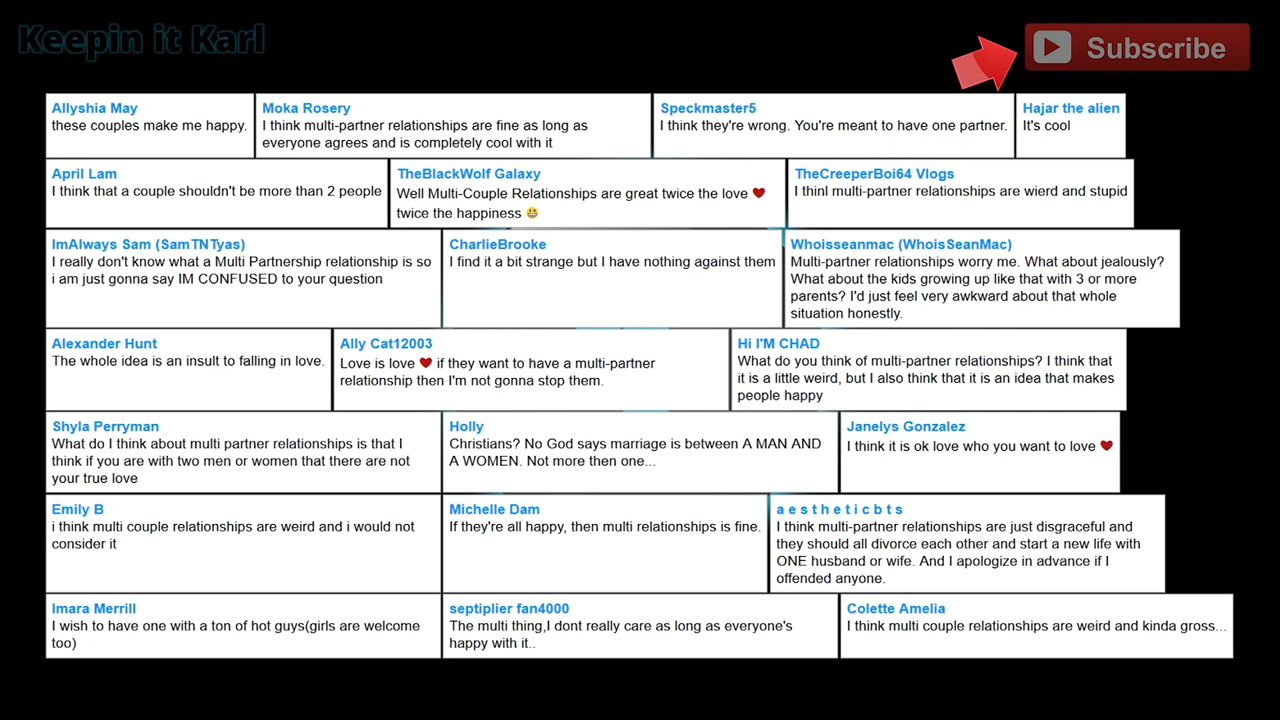 Keepin it Karl
Subscribe
Allyshia May
these couples make me happy.
Moka Rosery
I think multi-partner relationships are fine as long as
everyone agrees and is completely cool with it
Speckmaster5
I think they're wrong. You're meant to have one partner.
Hajar the alien
It's cool
April Lam
I think that a couple shouldn't be more than 2 people
TheBlackWolf Galaxy
Well Multi-Couple Relationships are great twice the love ❤
twice the happiness 😀
TheCreeperBoi64 Vlogs
I thinl multi-partner relationships are wierd and stupid
ImAlways Sam (SamTNTyas)
I really don't know what a Multi Partnership relationship is so
i am just gonna say IM CONFUSED to your question
CharlieBrooke
I find it a bit strange but I have nothing against them
Whoisseanmac (WhoisSeanMac)
Multi-partner relationships worry me. What about jealously?
What about the kids growing up like that with 3 or more
parents? I'd just feel very awkward about that whole
situation honestly.
Alexander Hunt
The whole idea is an insult to falling in love.
Ally Cat12003
Love is love ❤ if they want to have a multi-partner
relationship then I'm not gonna stop them.
Hi I'M CHAD
What do you think of multi-partner relationships? I think that
it is a little weird, but I also think that it is an idea that makes
people happy
Shyla Perryman
What do I think about multi partner relationships is that I
think if you are with two men or women that there are not
your true love
Holly
Christians? No God says marriage is between A MAN AND
A WOMEN. Not more then one...
Janelys Gonzalez
I think it is ok love who you want to love ❤
Emily B
i think multi couple relationships are weird and i would not
consider it
Michelle Dam
If they're all happy, then multi relationships is fine.
a e s t h e t i c b t s
I think multi-partner relationships are just disgraceful and
they should all divorce each other and start a new life with
ONE husband or wife. And I apologize in advance if I
offended anyone.
Imara Merrill
I wish to have one with a ton of hot guys(girls are welcome
too)
septiplier fan4000
The multi thing,I dont really care as long as everyone's
happy with it..
Colette Amelia
I think multi couple relationships are weird and kinda gross...